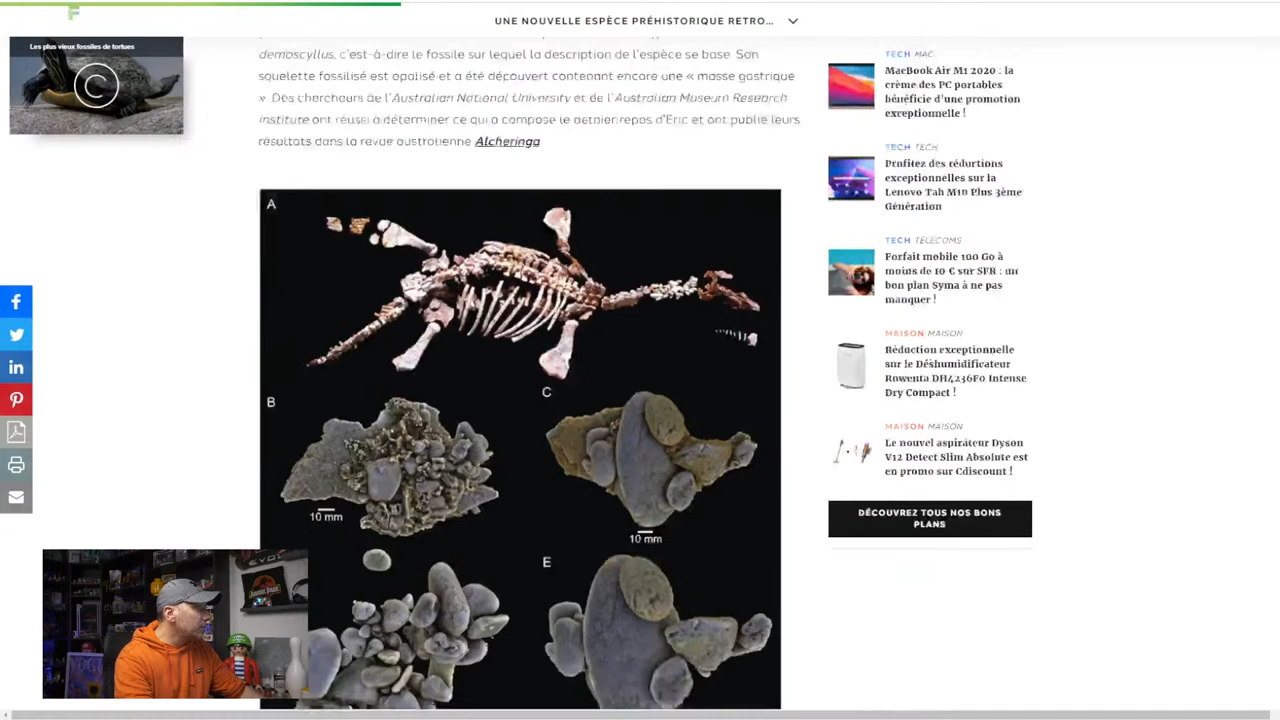 F
UNE NOUVELLE ESPÈCE PRÉHISTORIQUE RETRO...
Les plus vieux fossiles de tortues
demoscyllus, c'est-à-dire le fossile sur lequel la description de l'espèce se base. Son
squelette fossilisé est opalisé et a été découvert contenant encore une « masse gastrique
». Des chercheurs de l'Australian National University et de l'Australian Museum Research
Institute ont réussi à déterminer ce qui a composé le dernier repas d'Eric et ont publié leurs
résultats dans la revue australienne Alcheringa
A
B
C
10 mm
10 mm
E
TECH MAC
MacBook Air M1 2020 : la
crème des PC portables
bénéficie d'une promotion
exceptionnelle !
TECH TECH
Profitez des réductions
exceptionnelles sur la
Lenovo Tab M10 Plus 3ème
Génération
TECH TELECOMS
Forfait mobile 100 Go à
moins de 10 € sur SFR : un
bon plan Syma à ne pas
manquer !
MAISON MAISON
Réduction exceptionnelle
sur le Déshumidificateur
Rowenta DH4236F0 Intense
Dry Compact !
MAISON MAISON
Le nouvel aspirateur Dyson
V12 Detect Slim Absolute est
en promo sur Cdiscount !
DÉCOUVREZ TOUS NOS BONS
PLANS
JURASSIC PARK